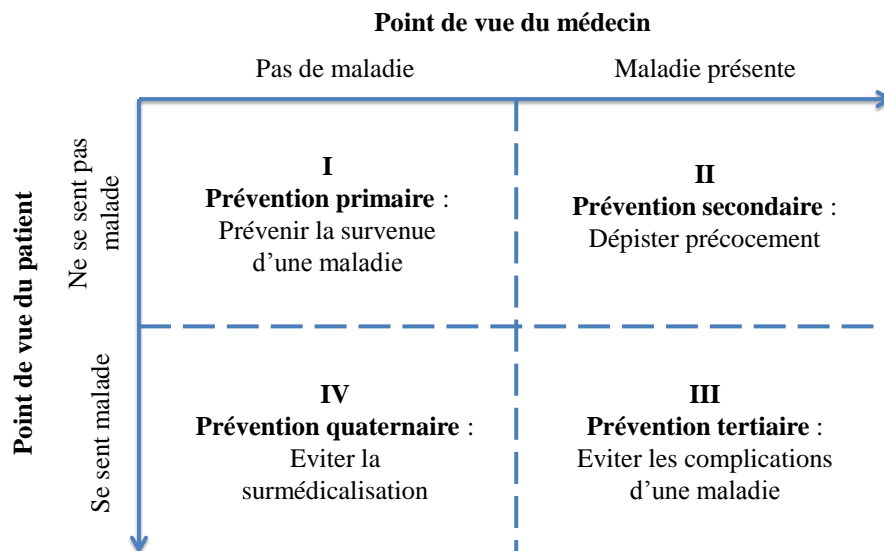 Point de vue du médecin
Pas de maladie
Maladie présente
Point de vue du patient
Ne se sent pas
malade
Se sent malade
I
Prévention primaire :
Prévenir la survenue
d’une maladie
II
Prévention secondaire :
Dépister précocement
IV
Prévention quaternaire :
Eviter la
surmédicalisation
III
Prévention tertiaire :
Eviter les complications
d’une maladie